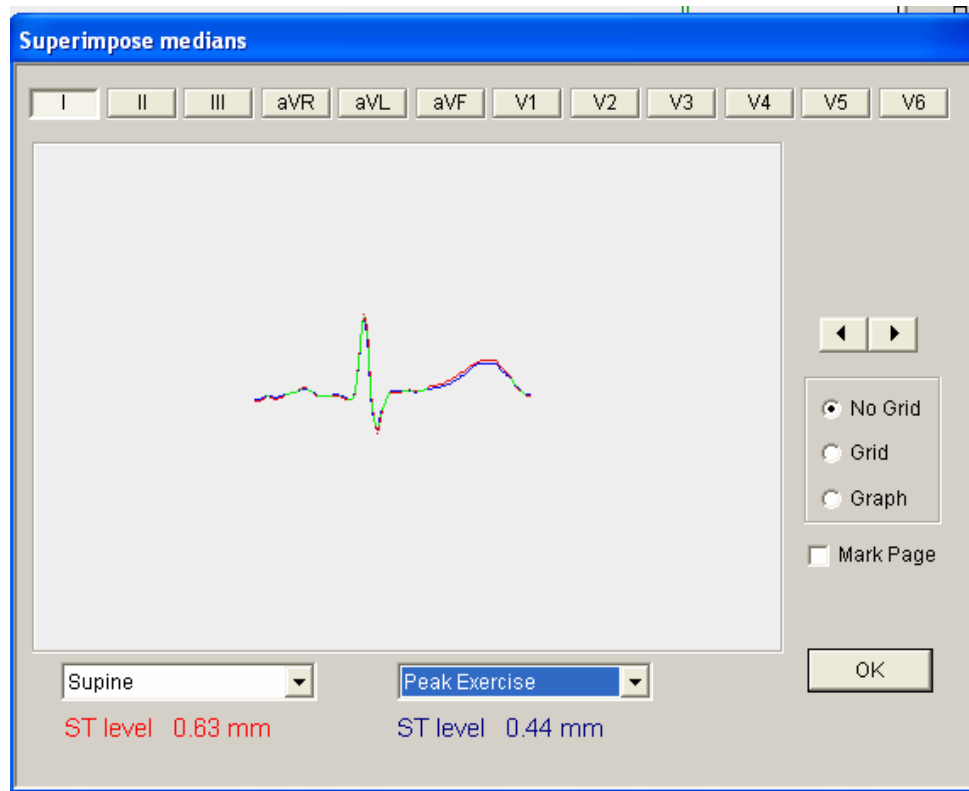 Superimpose medians
I II III aVR aVL aVF V1 V2 V3 V4 V5 V6
No Grid
Grid
Graph
Mark Page
OK
Supine Peak Exercise
ST level 0.63 mm ST level 0.44 mm